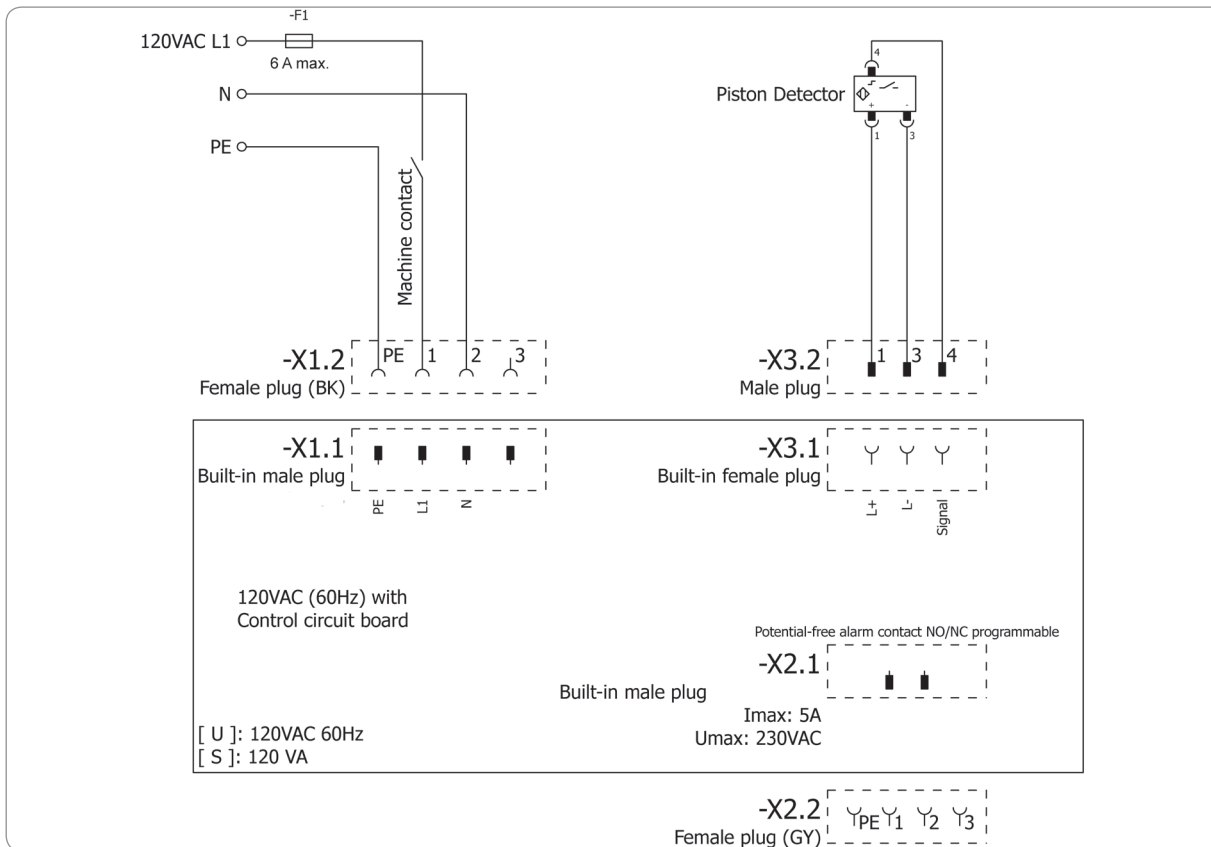 -F1
120VAC L1
6 A max.
N
PE
Machine contact
-X1.2
PE 1 2 3
Female plug (BK)
Piston Detector
4
+ -
1 3
-X3.2
1 3 4
Male plug
-X1.1
Built-in male plug
PE L1 N
-X3.1
Built-in female plug
L+ L- Signal
120VAC (60Hz) with
Control circuit board
Potential-free alarm contact NO/NC programmable
-X2.1
Built-in male plug
Imax: 5A
Umax: 230VAC
[ U ]: 120VAC 60Hz
[ S ]: 120 VA
-X2.2
PE 1 2 3
Female plug (GY)